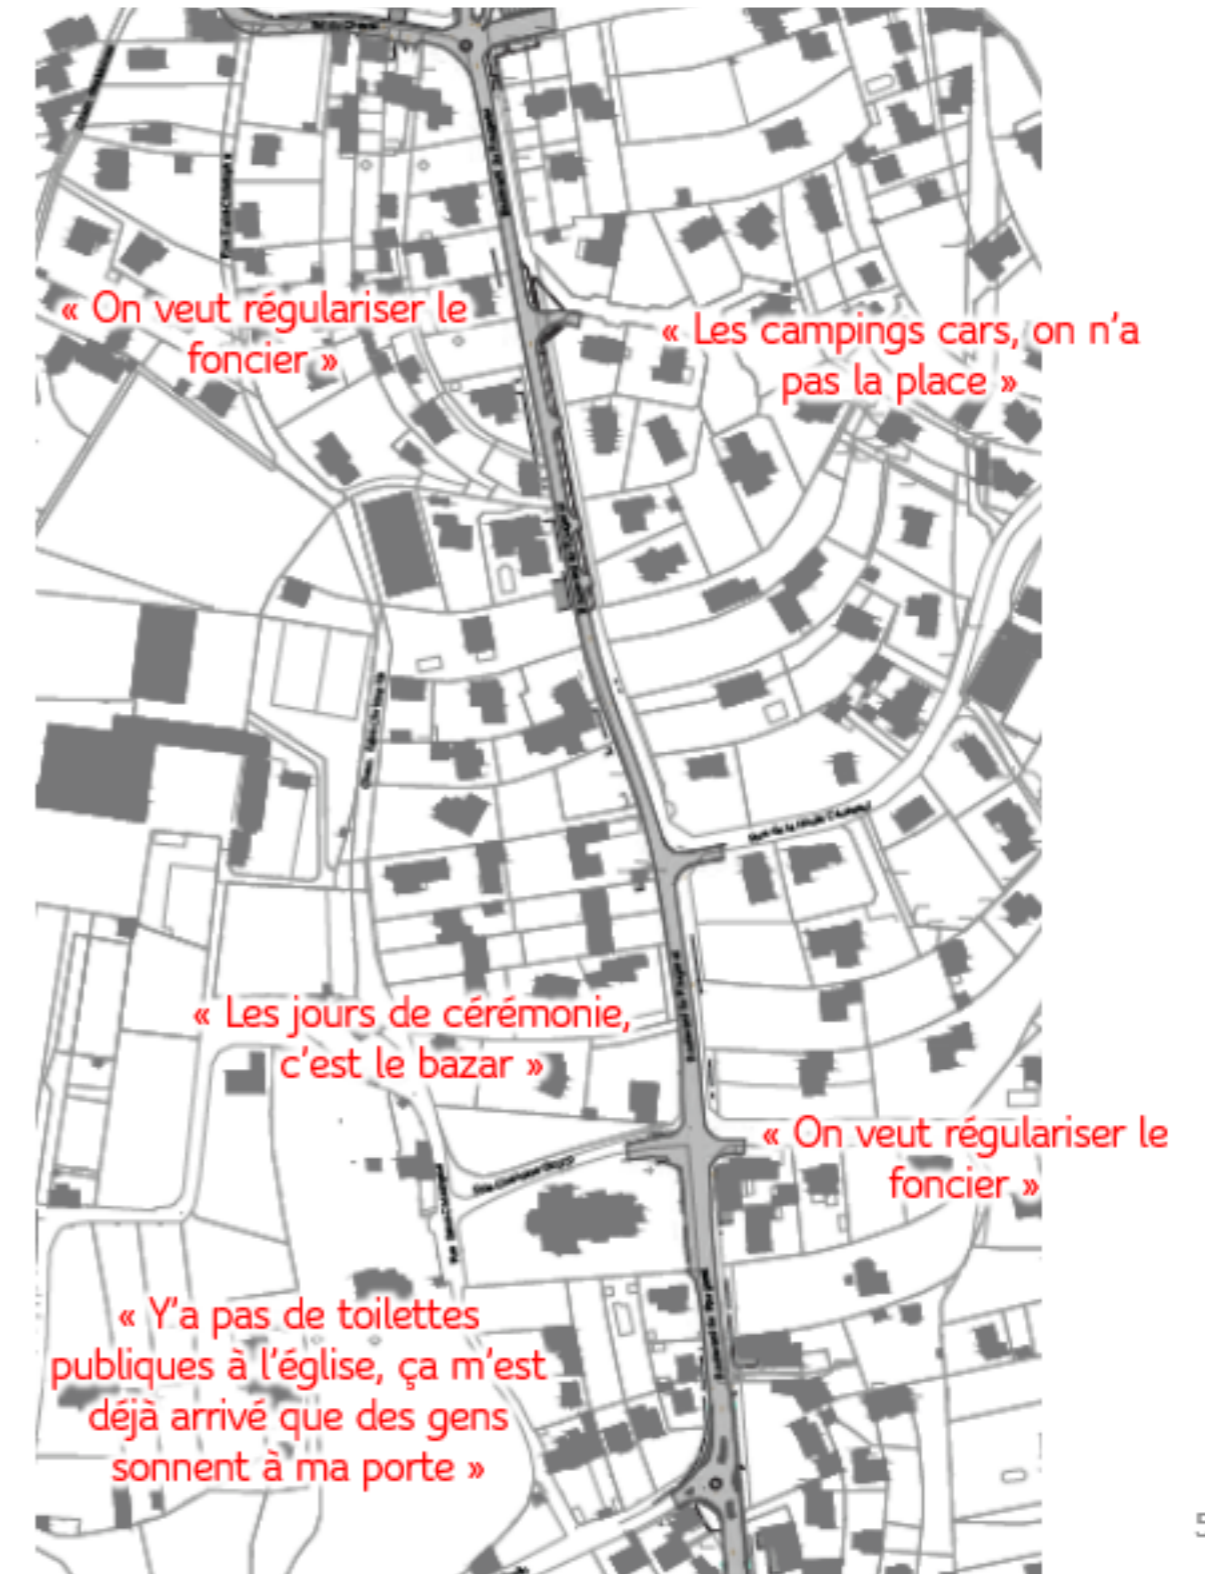 « On veut régulariser le
foncier »
« Les campings cars, on n'a
pas la place »
« Les jours de cérémonie,
c'est le bazar »
« On veut régulariser le
foncier »
« Y'a pas de toilettes
publiques à l'église, ça m'est
déjà arrivé que des gens
sonnent à ma porte »
5